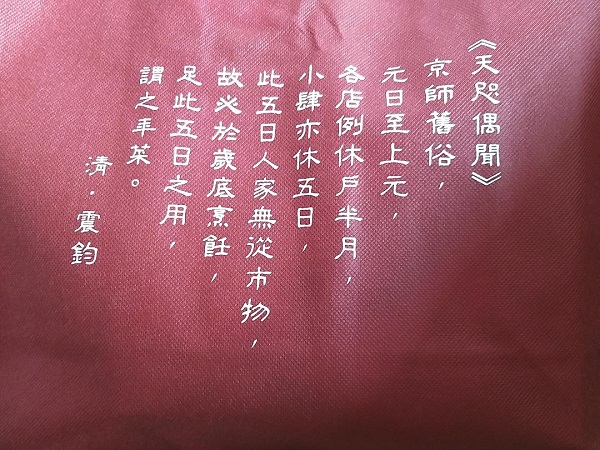 《天咫偶聞》
京師舊俗，
元日至上元，
各店例休戶半月，
小肆亦休五日，
此五日人家無從市物，
故必於歲底烹飪，
足此五日之用，
謂之年菜。
清·震鈞